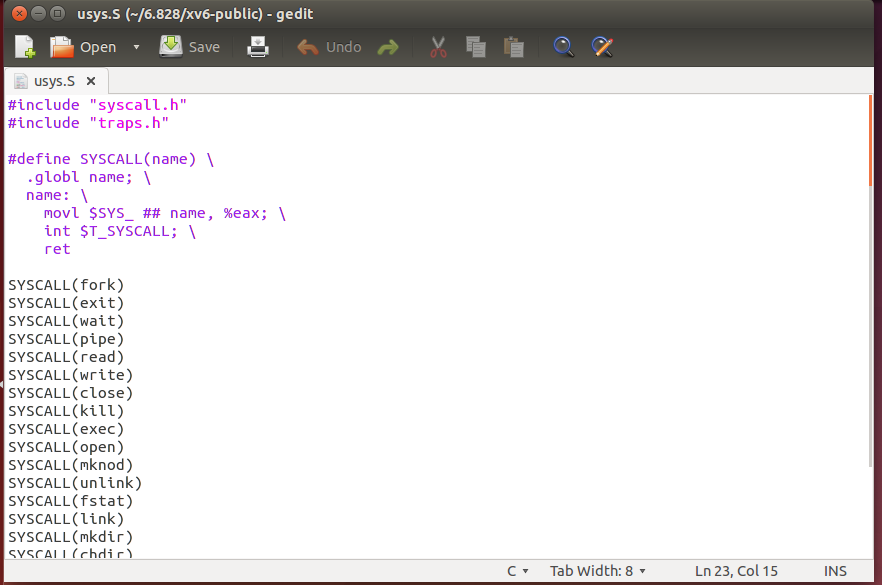 usys.S (~/6.828/xv6-public) - gedit
Open Save Undo
usys.S
#include "syscall.h"
#include "traps.h"
#define SYSCALL(name) \
  .globl name; \
  name: \
    movl $SYS_ ## name, %eax; \
    int $T_SYSCALL; \
    ret
SYSCALL(fork)
SYSCALL(exit)
SYSCALL(wait)
SYSCALL(pipe)
SYSCALL(read)
SYSCALL(write)
SYSCALL(close)
SYSCALL(kill)
SYSCALL(exec)
SYSCALL(open)
SYSCALL(mknod)
SYSCALL(unlink)
SYSCALL(fstat)
SYSCALL(link)
SYSCALL(mkdir)
SYSCALL(chdir)
C Tab Width: 8 Ln 23, Col 15 INS